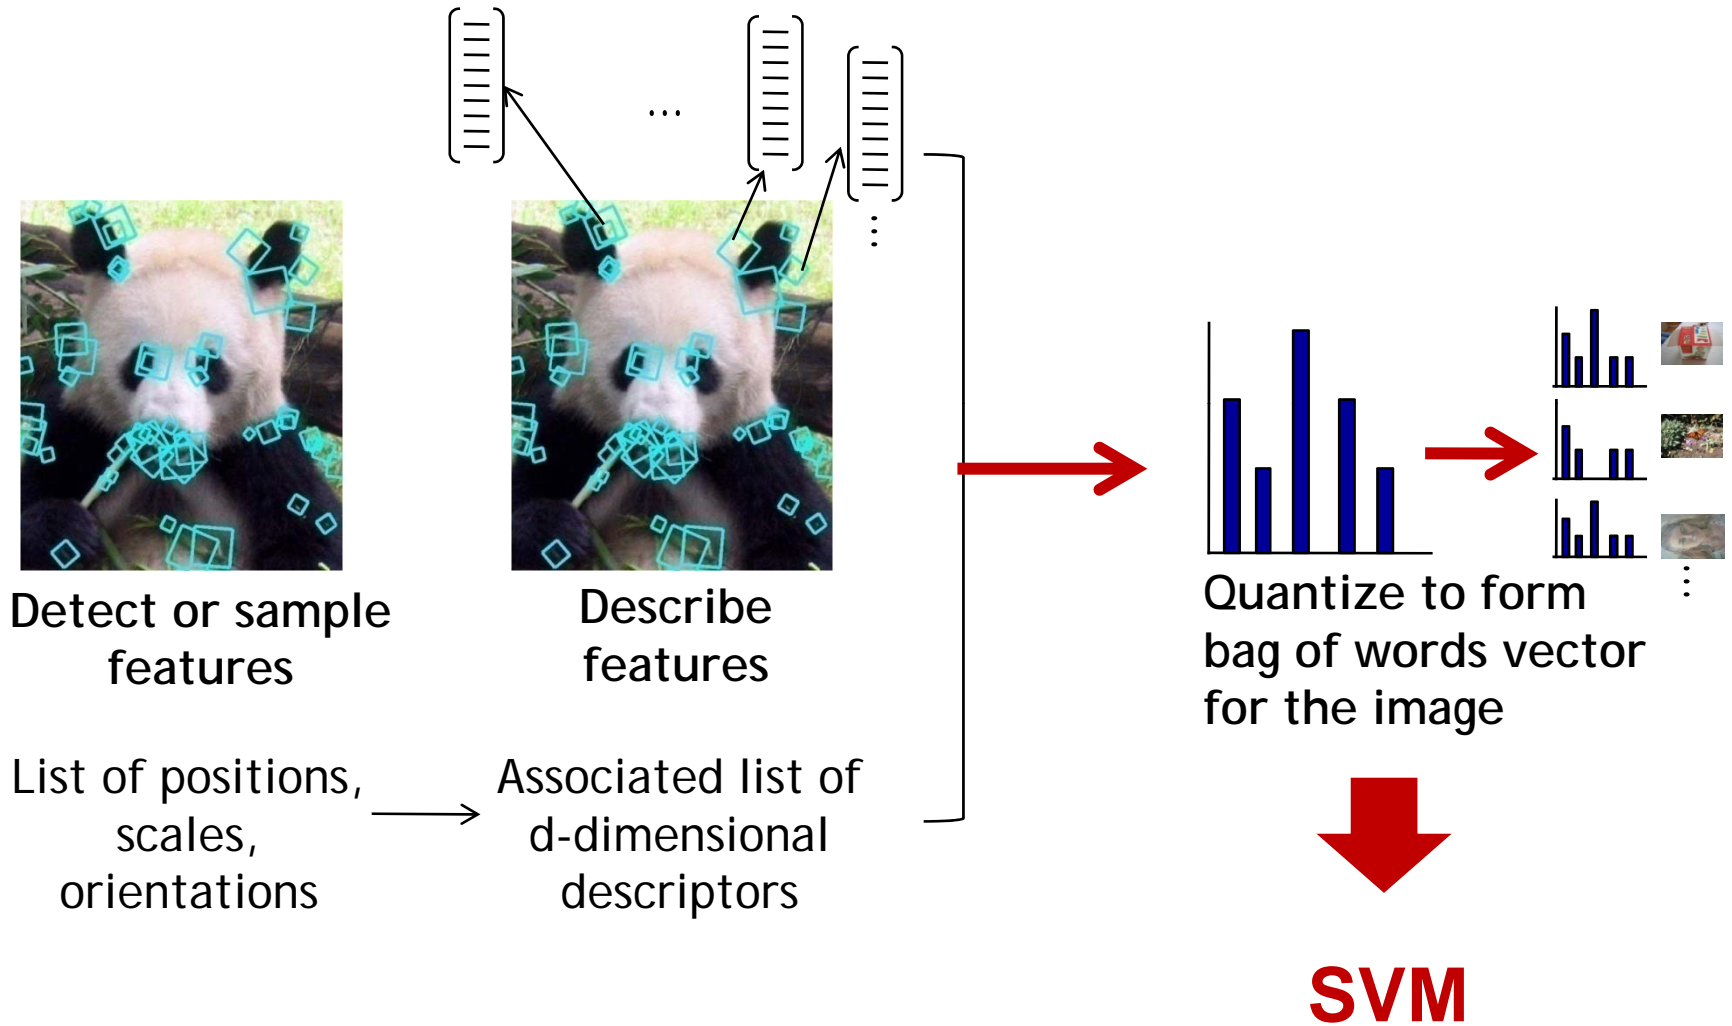 ...
Detect or sample
features
Describe
features
List of positions,
scales,
orientations
Associated list of
d-dimensional
descriptors
Quantize to form
bag of words vector
for the image
SVM